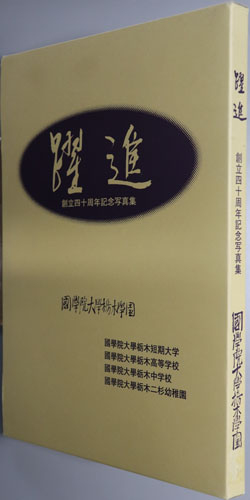 躍進
創立四十周年記念写真集
國學院大學栃木學園
國學院大學栃木短期大学
國學院大學栃木高等学校
國學院大學栃木中学校
國學院大學栃木二杉幼稚園
躍進
創立四十周年記念写真集
國學院大學栃木學園